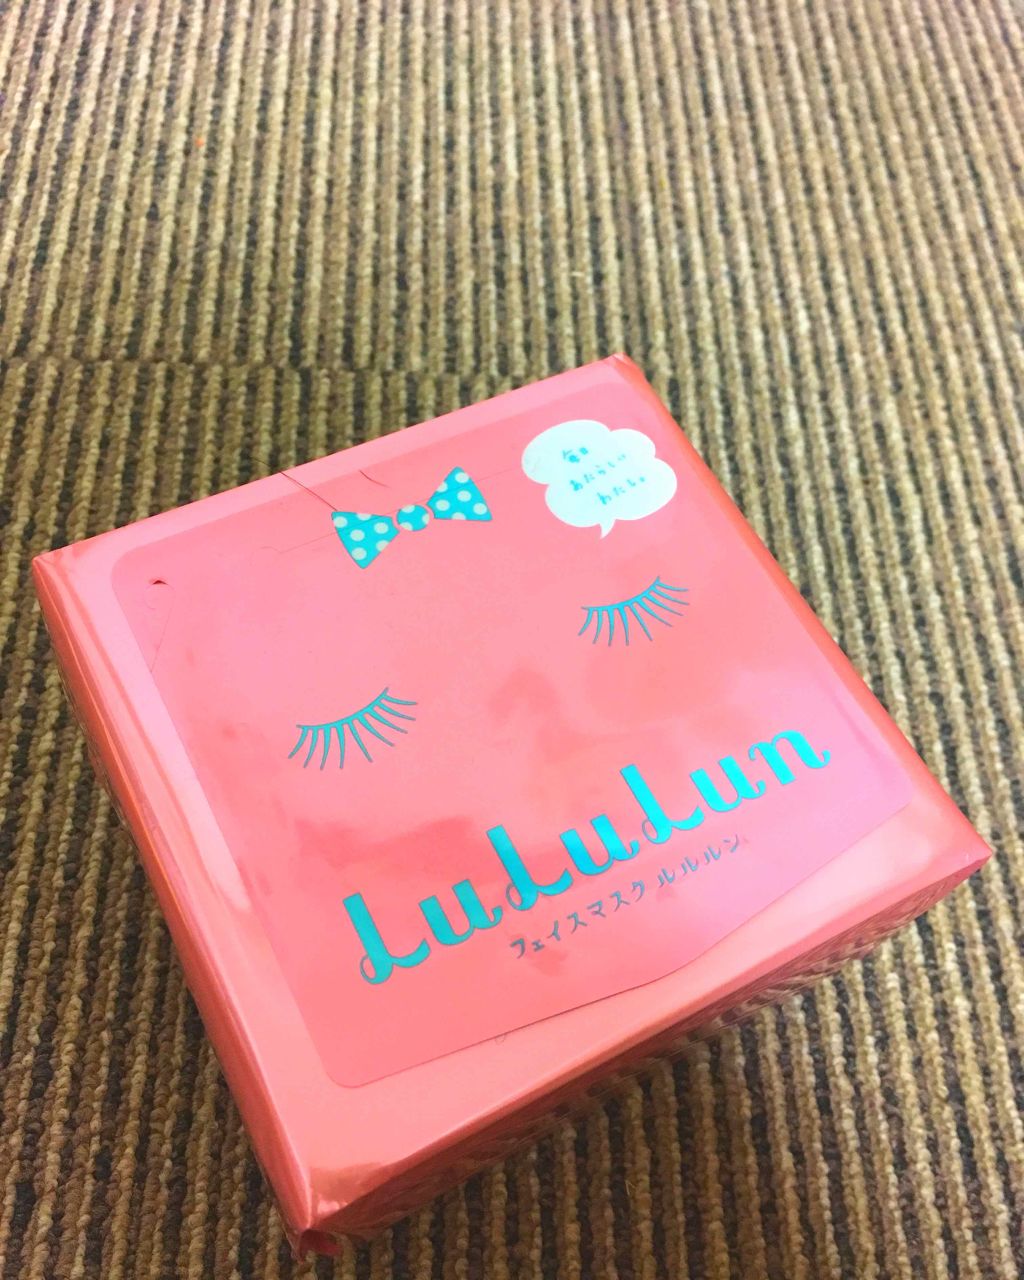 毎日
あたらしい
わたし。
LuLuLun
フェイスマスク ルルルン